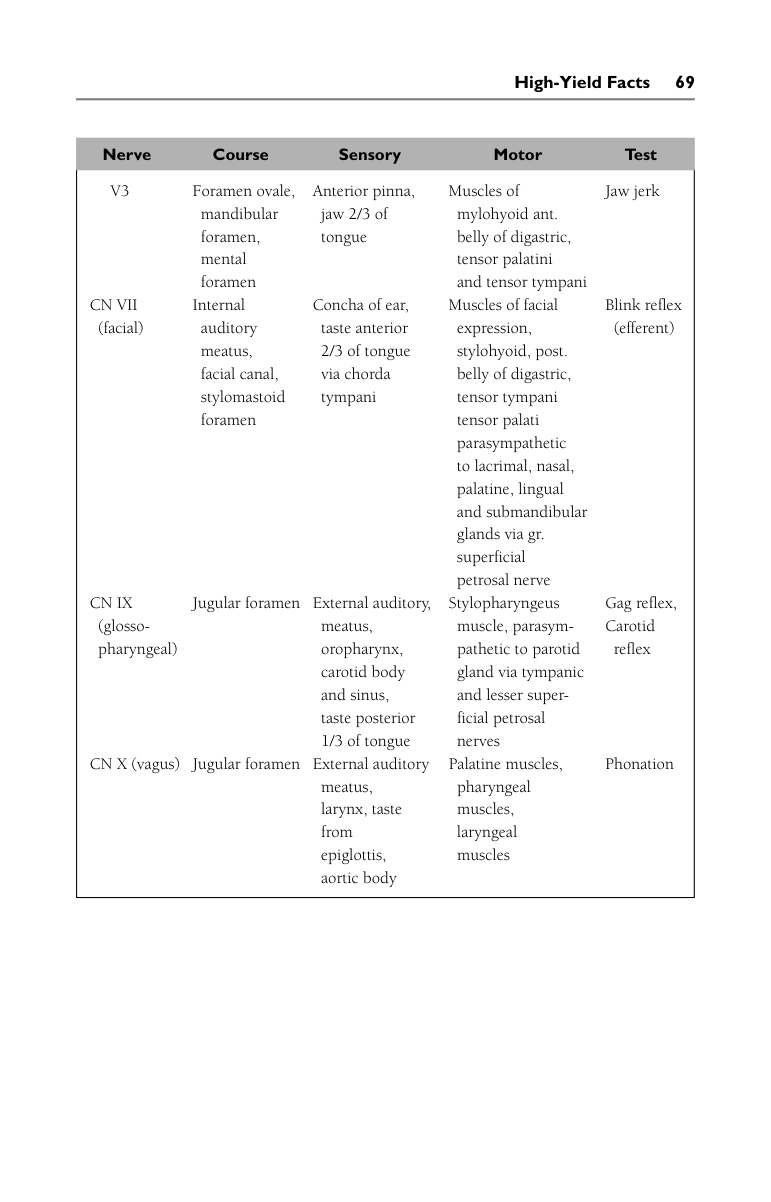 High-Yield Facts 69
Nerve Course Sensory Motor Test
V3 Foramen ovale, Anterior pinna, Muscles of Jaw jerk
mandibular jaw 2/3 of mylohyoid ant.
foramen, tongue belly of digastric,
mental tensor palatini
foramen and tensor tympani
CN VII Internal Concha of ear, Muscles of facial Blink reflex
(facial) auditory taste anterior expression, (efferent)
meatus, 2/3 of tongue stylohyoid, post.
facial canal, via chorda belly of digastric,
stylomastoid tympani tensor tympani
foramen tensor palati
parasympathetic
to lacrimal, nasal,
palatine, lingual
and submandibular
glands via gr.
superficial
petrosal nerve
CN IX Jugular foramen External auditory, Stylopharyngeus Gag reflex,
(glosso- meatus, muscle, parasym- Carotid
pharyngeal) oropharynx, pathetic to parotid reflex
carotid body gland via tympanic
and sinus, and lesser super-
taste posterior ficial petrosal
1/3 of tongue nerves
CN X (vagus) Jugular foramen External auditory Palatine muscles, Phonation
meatus, pharyngeal
larynx, taste muscles,
from laryngeal
epiglottis, muscles
aortic body